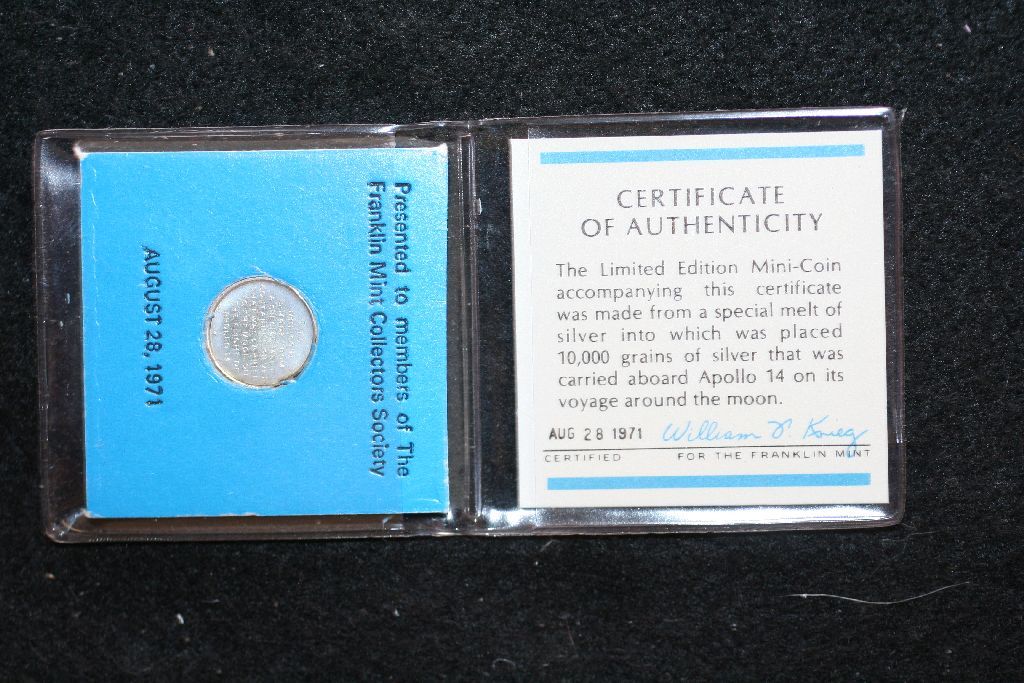 Presented to members of The
Franklin Mint Collectors Society
AUGUST 28, 1971
CERTIFICATE
OF AUTHENTICITY
The Limited Edition Mini-Coin
accompanying this certificate
was made from a special melt of
silver into which was placed
10,000 grains of silver that was
carried aboard Apollo 14 on its
voyage around the moon.
AUG 28 1971 William D. Krieg
CERTIFIED FOR THE FRANKLIN MINT